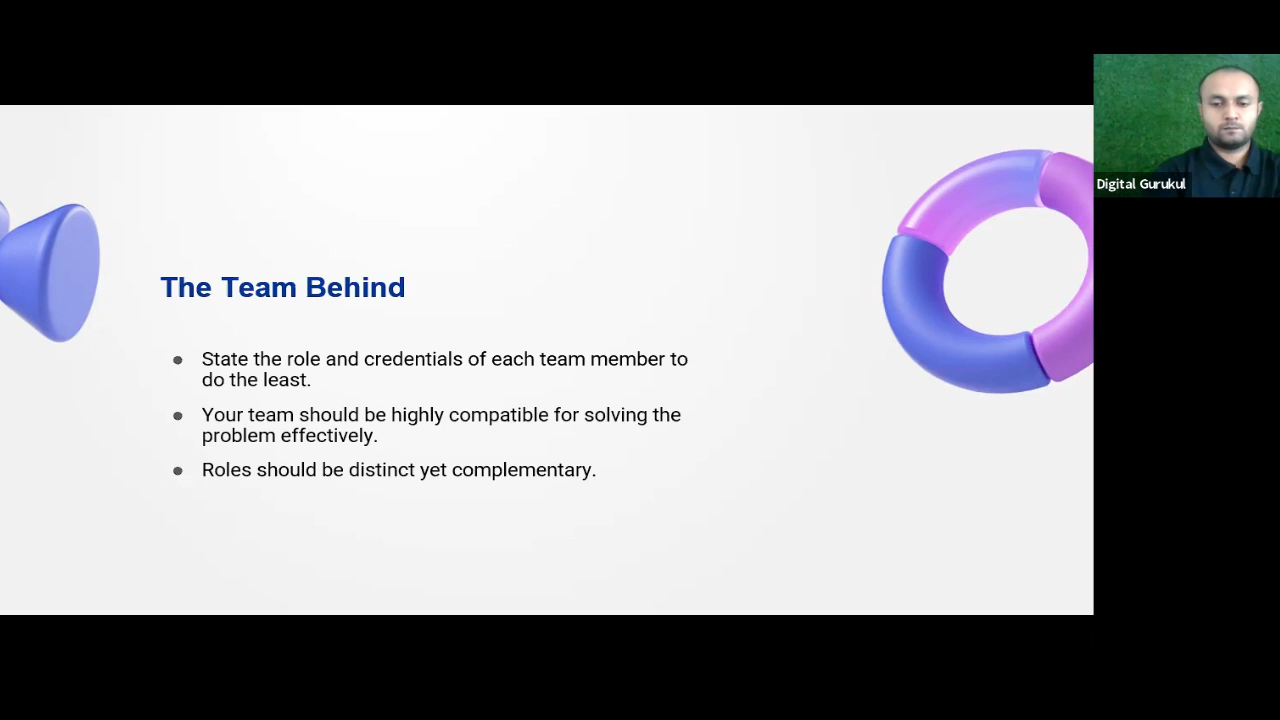 The Team Behind
● State the role and credentials of each team member to
do the least.
● Your team should be highly compatible for solving the
problem effectively.
● Roles should be distinct yet complementary.
Digital Gurukul